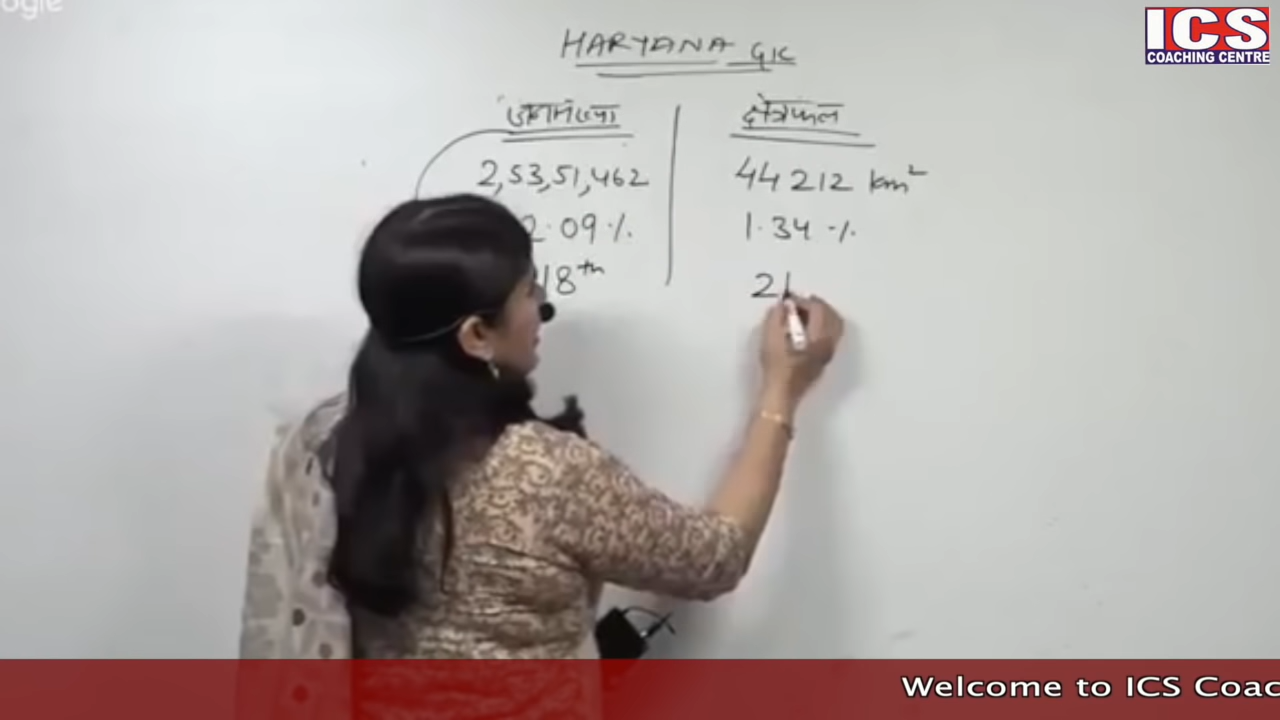 ogle
ICS
COACHING CENTRE
HARYANA GK
जनसंख्या
क्षेत्रफल
2,53,51,462
44212 km²
2.09 %
1.34 %
18th
21
Welcome to ICS Coac